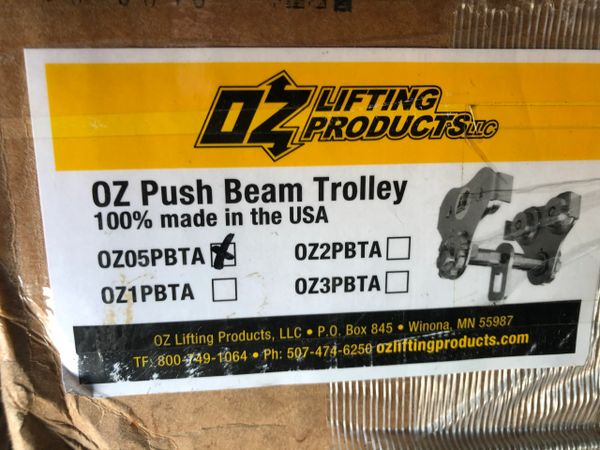 OZ LIFTING
PRODUCTS LLC
OZ Push Beam Trolley
100% made in the USA
OZ05PBTA OZ2PBTA
OZ1PBTA OZ3PBTA
OZ Lifting Products, LLC • P.O. Box 845 • Winona, MN 55987
TF: 800-749-1064 • Ph: 507-474-6250 ozliftingproducts.com